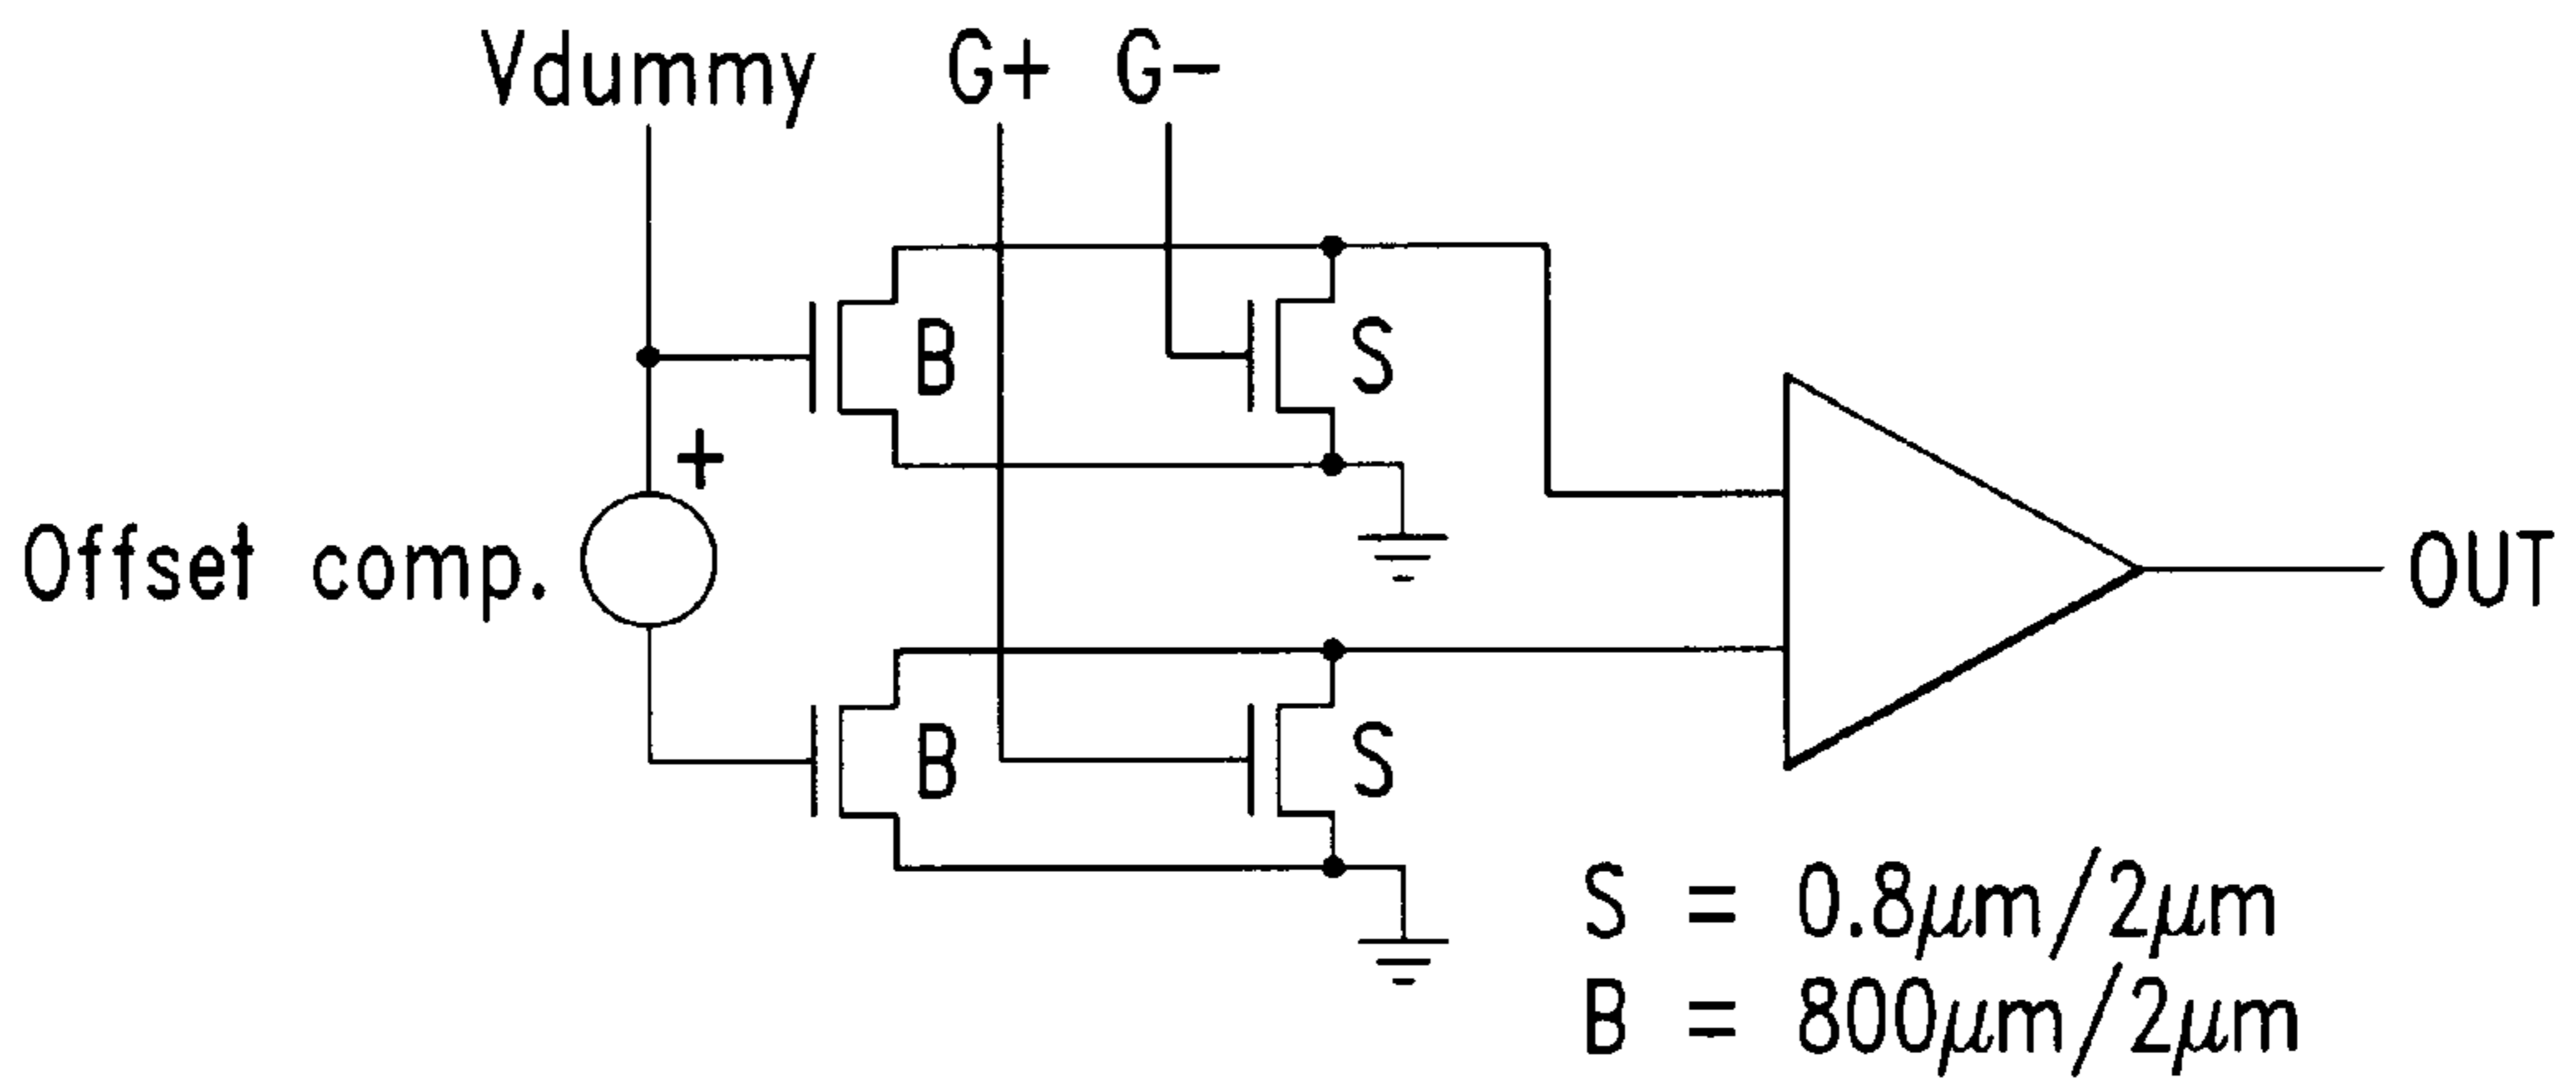 Vdummy
G+
G-
B
S
+
Offset comp.
OUT
B
S
S = 0.8μm/2μm
B = 800μm/2μm